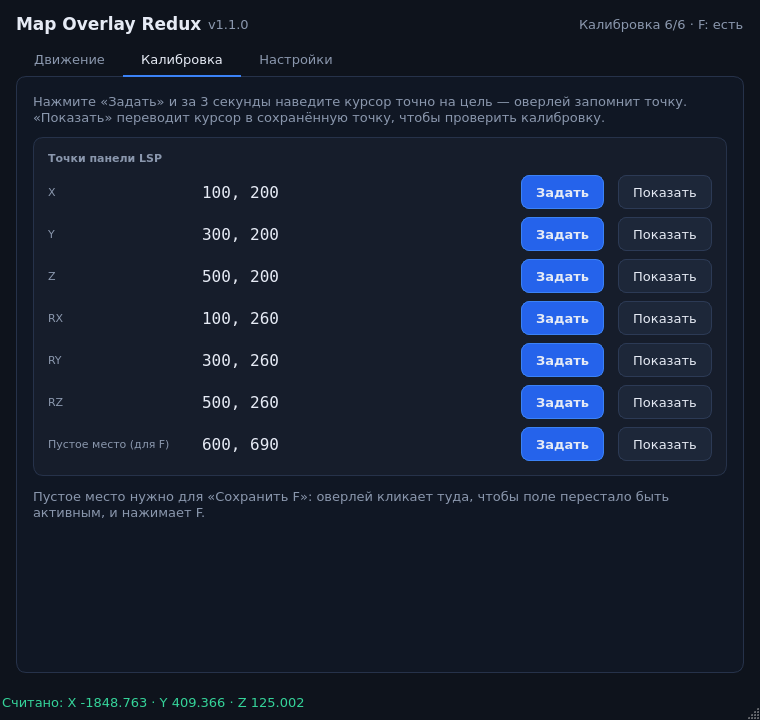 Map Overlay Redux v1.1.0 Калибровка 6/6 · F: есть
Движение Калибровка Настройки
Нажмите «Задать» и за 3 секунды наведите курсор точно на цель — оверлей запомнит точку.
«Показать» переводит курсор в сохранённую точку, чтобы проверить калибровку.
Точки панели LSP
X 100, 200 Задать Показать
Y 300, 200 Задать Показать
Z 500, 200 Задать Показать
RX 100, 260 Задать Показать
RY 300, 260 Задать Показать
RZ 500, 260 Задать Показать
Пустое место (для F) 600, 690 Задать Показать
Пустое место нужно для «Сохранить F»: оверлей кликает туда, чтобы поле перестало быть
активным, и нажимает F.
Считано: X -1848.763 · Y 409.366 · Z 125.002